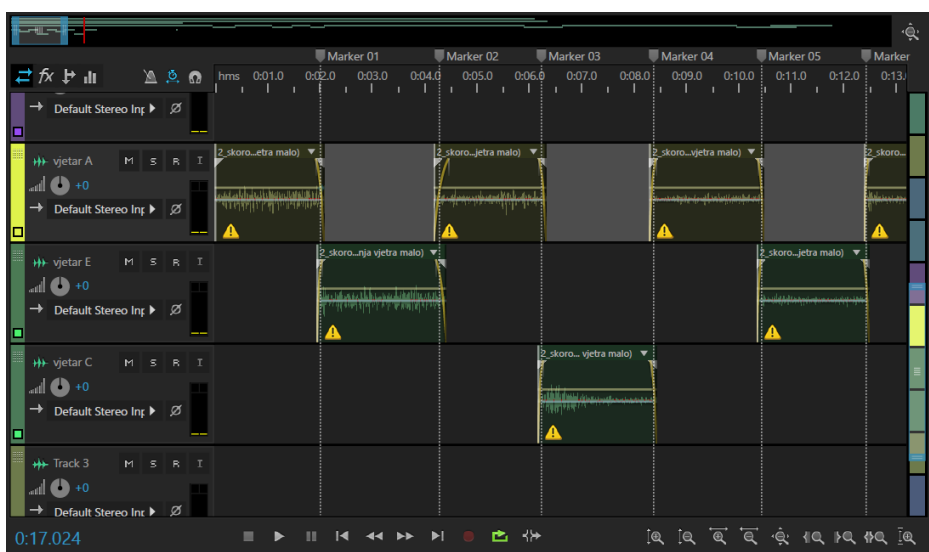 Marker 01 Marker 02 Marker 03 Marker 04 Marker 05 Marker
fx hms 0:01.0 0:02.0 0:03.0 0:04.0 0:05.0 0:06.0 0:07.0 0:08.0 0:09.0 0:10.0 0:11.0 0:12.0 0:13.
Default Stereo Inp
vjetar A M S R I
2_skoro...etra malo) 2_skoro...jetra malo) 2_skoro...vjetra malo) 2_skoro...
+0
Default Stereo Inp
vjetar E M S R I
2_skoro...nja vjetra malo) 2_skoro...jetra malo)
+0
Default Stereo Inp
vjetar C M S R I
2_skoro... vjetra malo)
+0
Default Stereo Inp
Track 3 M S R I
+0
Default Stereo Inp
0:17.024